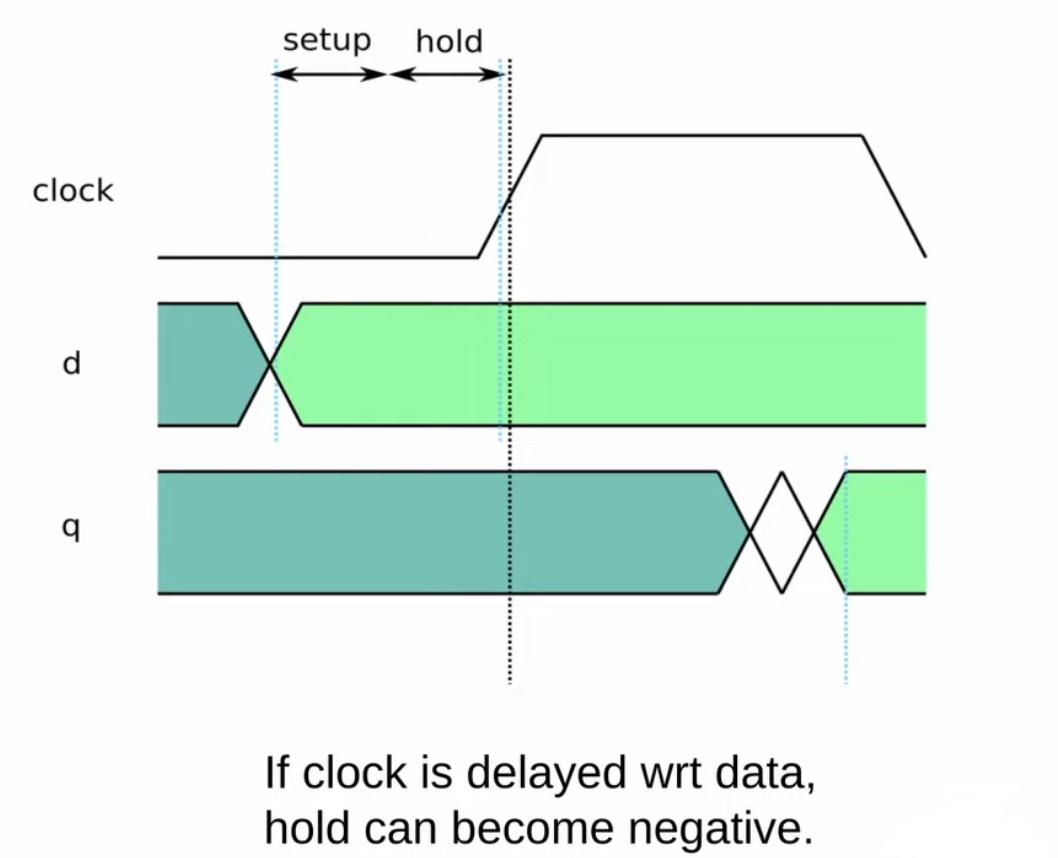 setup hold
clock
d
q
If clock is delayed wrt data,
hold can become negative.